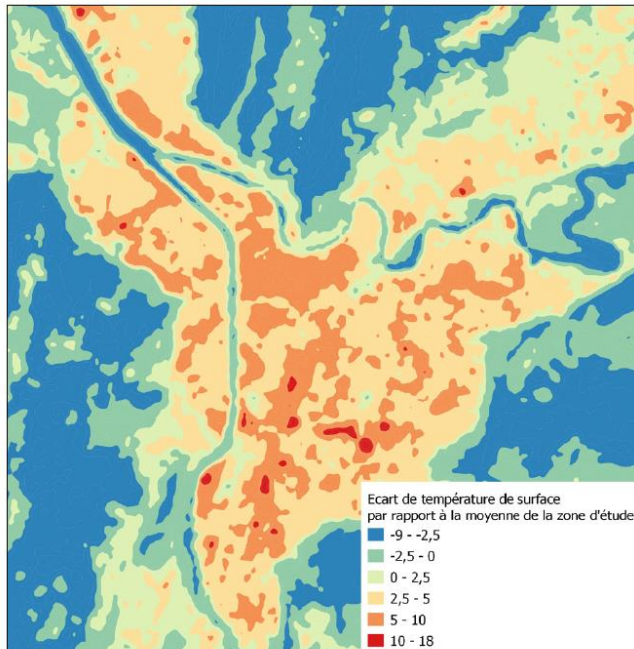 Ecart de température de surface
par rapport à la moyenne de la zone d'étude
-9 - -2,5
-2,5 - 0
0 - 2,5
2,5 - 5
5 - 10
10 - 18